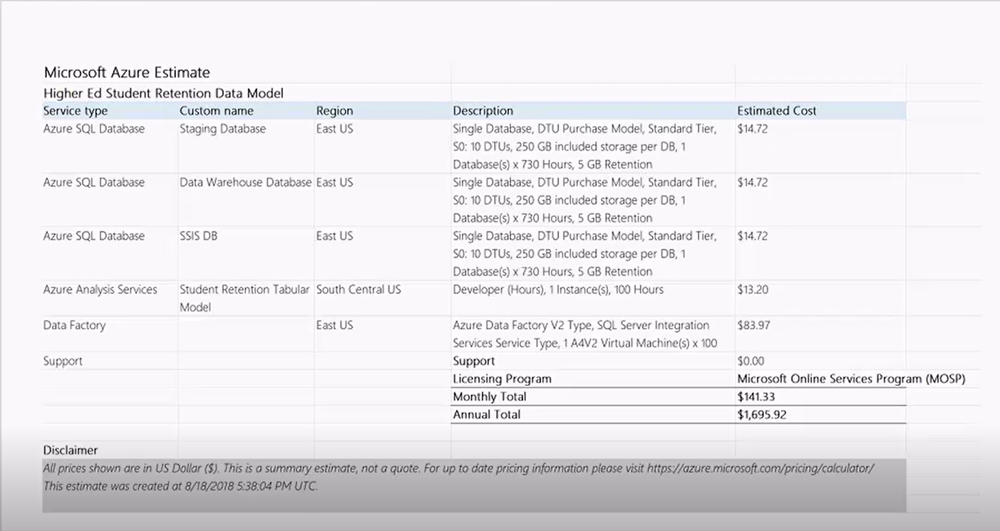 Microsoft Azure Estimate
Higher Ed Student Retention Data Model
Service type Custom name Region Description Estimated Cost
Azure SQL Database Staging Database East US Single Database, DTU Purchase Model, Standard Tier, $14.72
S0: 10 DTUs, 250 GB included storage per DB, 1
Database(s) x 730 Hours, 5 GB Retention
Azure SQL Database Data Warehouse Database East US Single Database, DTU Purchase Model, Standard Tier, $14.72
S0: 10 DTUs, 250 GB included storage per DB, 1
Database(s) x 730 Hours, 5 GB Retention
Azure SQL Database SSIS DB East US Single Database, DTU Purchase Model, Standard Tier, $14.72
S0: 10 DTUs, 250 GB included storage per DB, 1
Database(s) x 730 Hours, 5 GB Retention
Azure Analysis Services Student Retention Tabular South Central US Developer (Hours), 1 Instance(s), 100 Hours $13.20
Model
Data Factory East US Azure Data Factory V2 Type, SQL Server Integration $83.97
Services Service Type, 1 A4V2 Virtual Machine(s) x 100
Support Support $0.00
Licensing Program Microsoft Online Services Program (MOSP)
Monthly Total $141.33
Annual Total $1,695.92
Disclaimer
All prices shown are in US Dollar ($). This is a summary estimate, not a quote. For up to date pricing information please visit https://azure.microsoft.com/pricing/calculator/
This estimate was created at 8/18/2018 5:38:04 PM UTC.